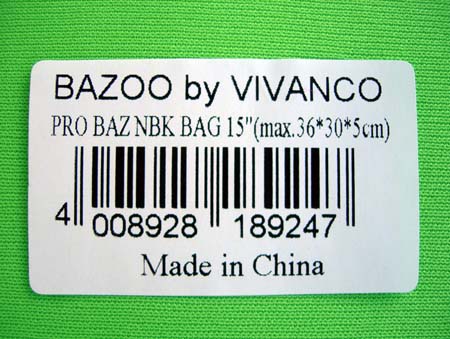 BAZOO by VIVANCO
PRO BAZ NBK BAG 15"(max.36*30*5cm)
4 008928 189247
Made in China